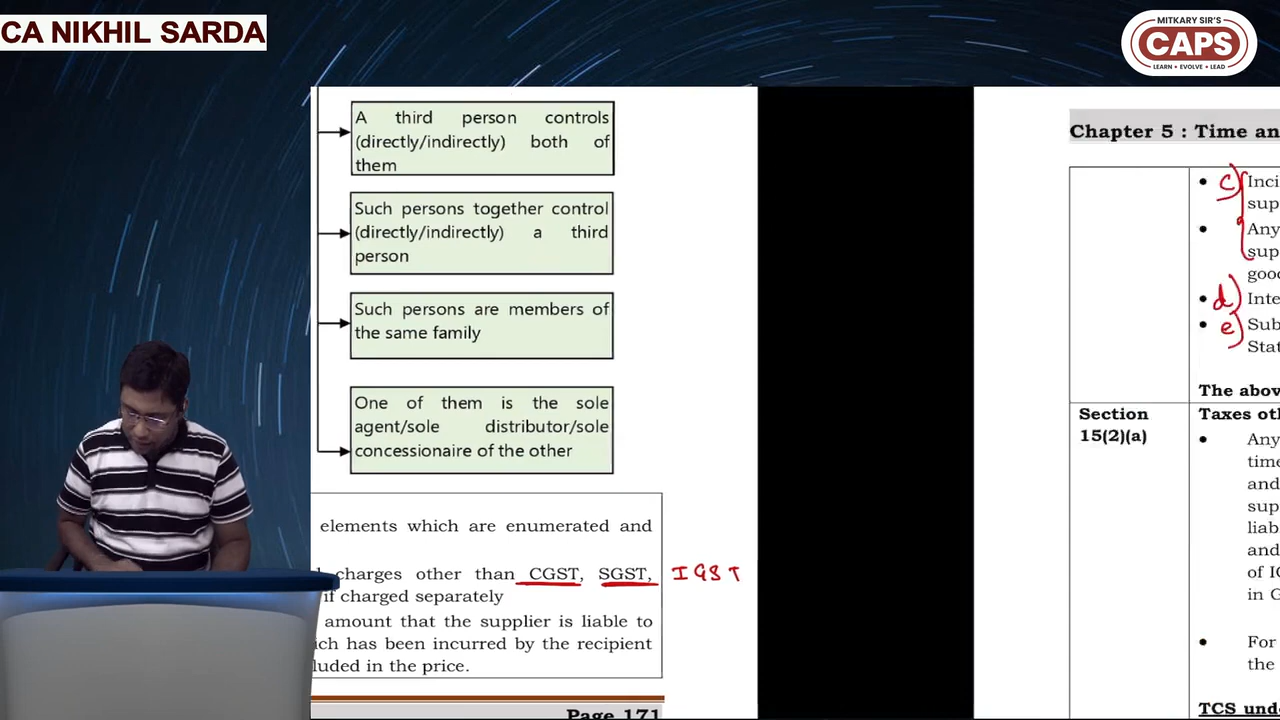 CA NIKHIL SARDA
MITKARY SIR'S
CAPS
LEARN • EVOLVE • LEAD
A third person controls
(directly/indirectly) both of
them
Such persons together control
(directly/indirectly) a third
person
Such persons are members of
the same family
One of them is the sole
agent/sole distributor/sole
concessionaire of the other
elements which are enumerated and
charges other than CGST, SGST, IGST
if charged separately
amount that the supplier is liable to
ich has been incurred by the recipient
luded in the price.
Page 171
Chapter 5 : Time an
• c) Inci
sup
• Any
sup
good
• d) Inte
• e) Sub
Stat
The abov
Section
15(2)(a)
Taxes oth
• Any
time
and
sup
liab
and
of IG
in G
• For
the
TCS und